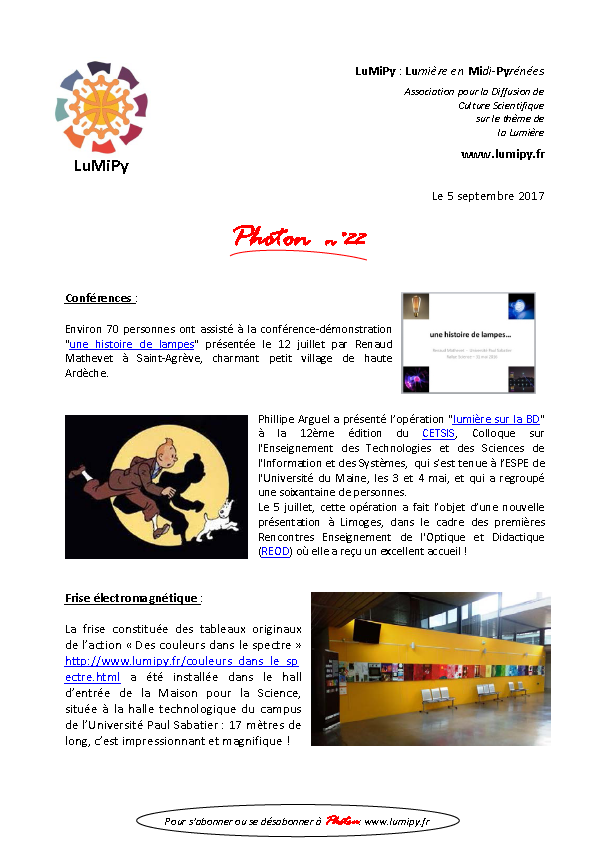 LuMiPy : Lumière en Midi-Pyrénées
Association pour la Diffusion de
Culture Scientifique
sur le thème de
la Lumière
www.lumipy.fr
LuMiPy
Le 5 septembre 2017
Photon n°22
Conférences :
Environ 70 personnes ont assisté à la conférence-démonstration
"une histoire de lampes" présentée le 12 juillet par Renaud
Mathevet à Saint-Agrève, charmant petit village de haute
Ardèche.
une histoire de lampes...
Renaud Mathevet - Université Paul Sabatier
Phillipe Arguel a présenté l'opération "lumière sur la BD"
à la 12ème édition du CETSIS, Colloque sur
l'Enseignement des Technologies et des Sciences de
l'Information et des Systèmes, qui s'est tenue à l'ESPE de
l'Université du Maine, les 3 et 4 mai, et qui a regroupé
une soixantaine de personnes.
Le 5 juillet, cette opération a fait l'objet d'une nouvelle
présentation à Limoges, dans le cadre des premières
Rencontres Enseignement de l'Optique et Didactique
(REOD) où elle a reçu un excellent accueil !
Frise électromagnétique :
La frise constituée des tableaux originaux
de l'action « Des couleurs dans le spectre »
http://www.lumipy.fr/couleurs_dans_le_sp
ectre.html a été installée dans le hall
d'entrée de la Maison pour la Science,
située à la halle technologique du campus
de l'Université Paul Sabatier : 17 mètres de
long, c'est impressionnant et magnifique !
Pour s'abonner ou se désabonner à Photon: www.lumipy.fr